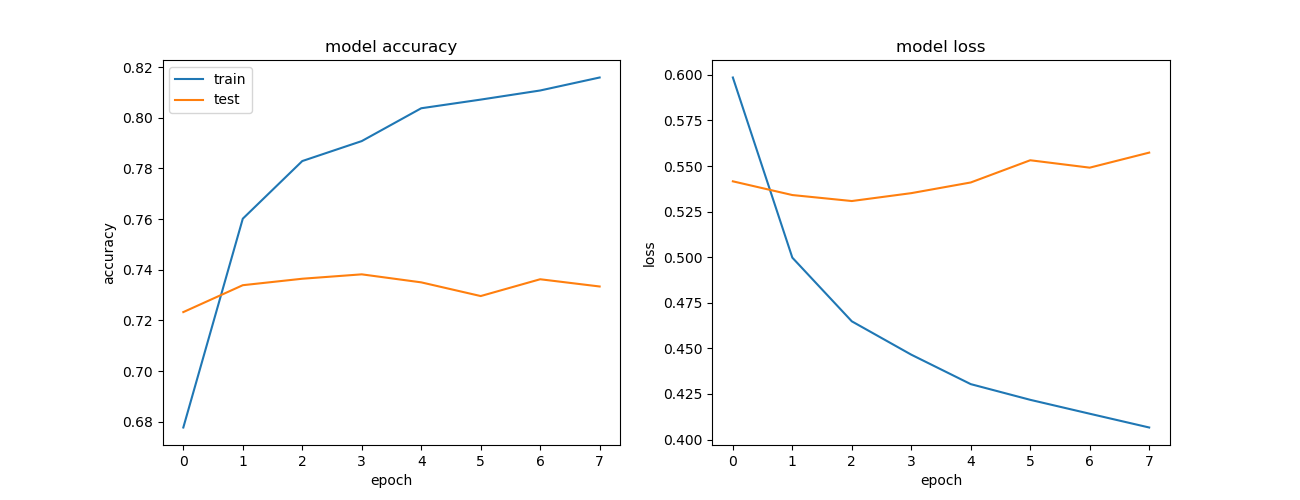 model accuracy
0.82
0.80
0.78
0.76
0.74
0.72
0.70
0.68
accuracy
train
test
0 1 2 3 4 5 6 7
epoch
model loss
0.600
0.575
0.550
0.525
0.500
0.475
0.450
0.425
0.400
loss
0 1 2 3 4 5 6 7
epoch